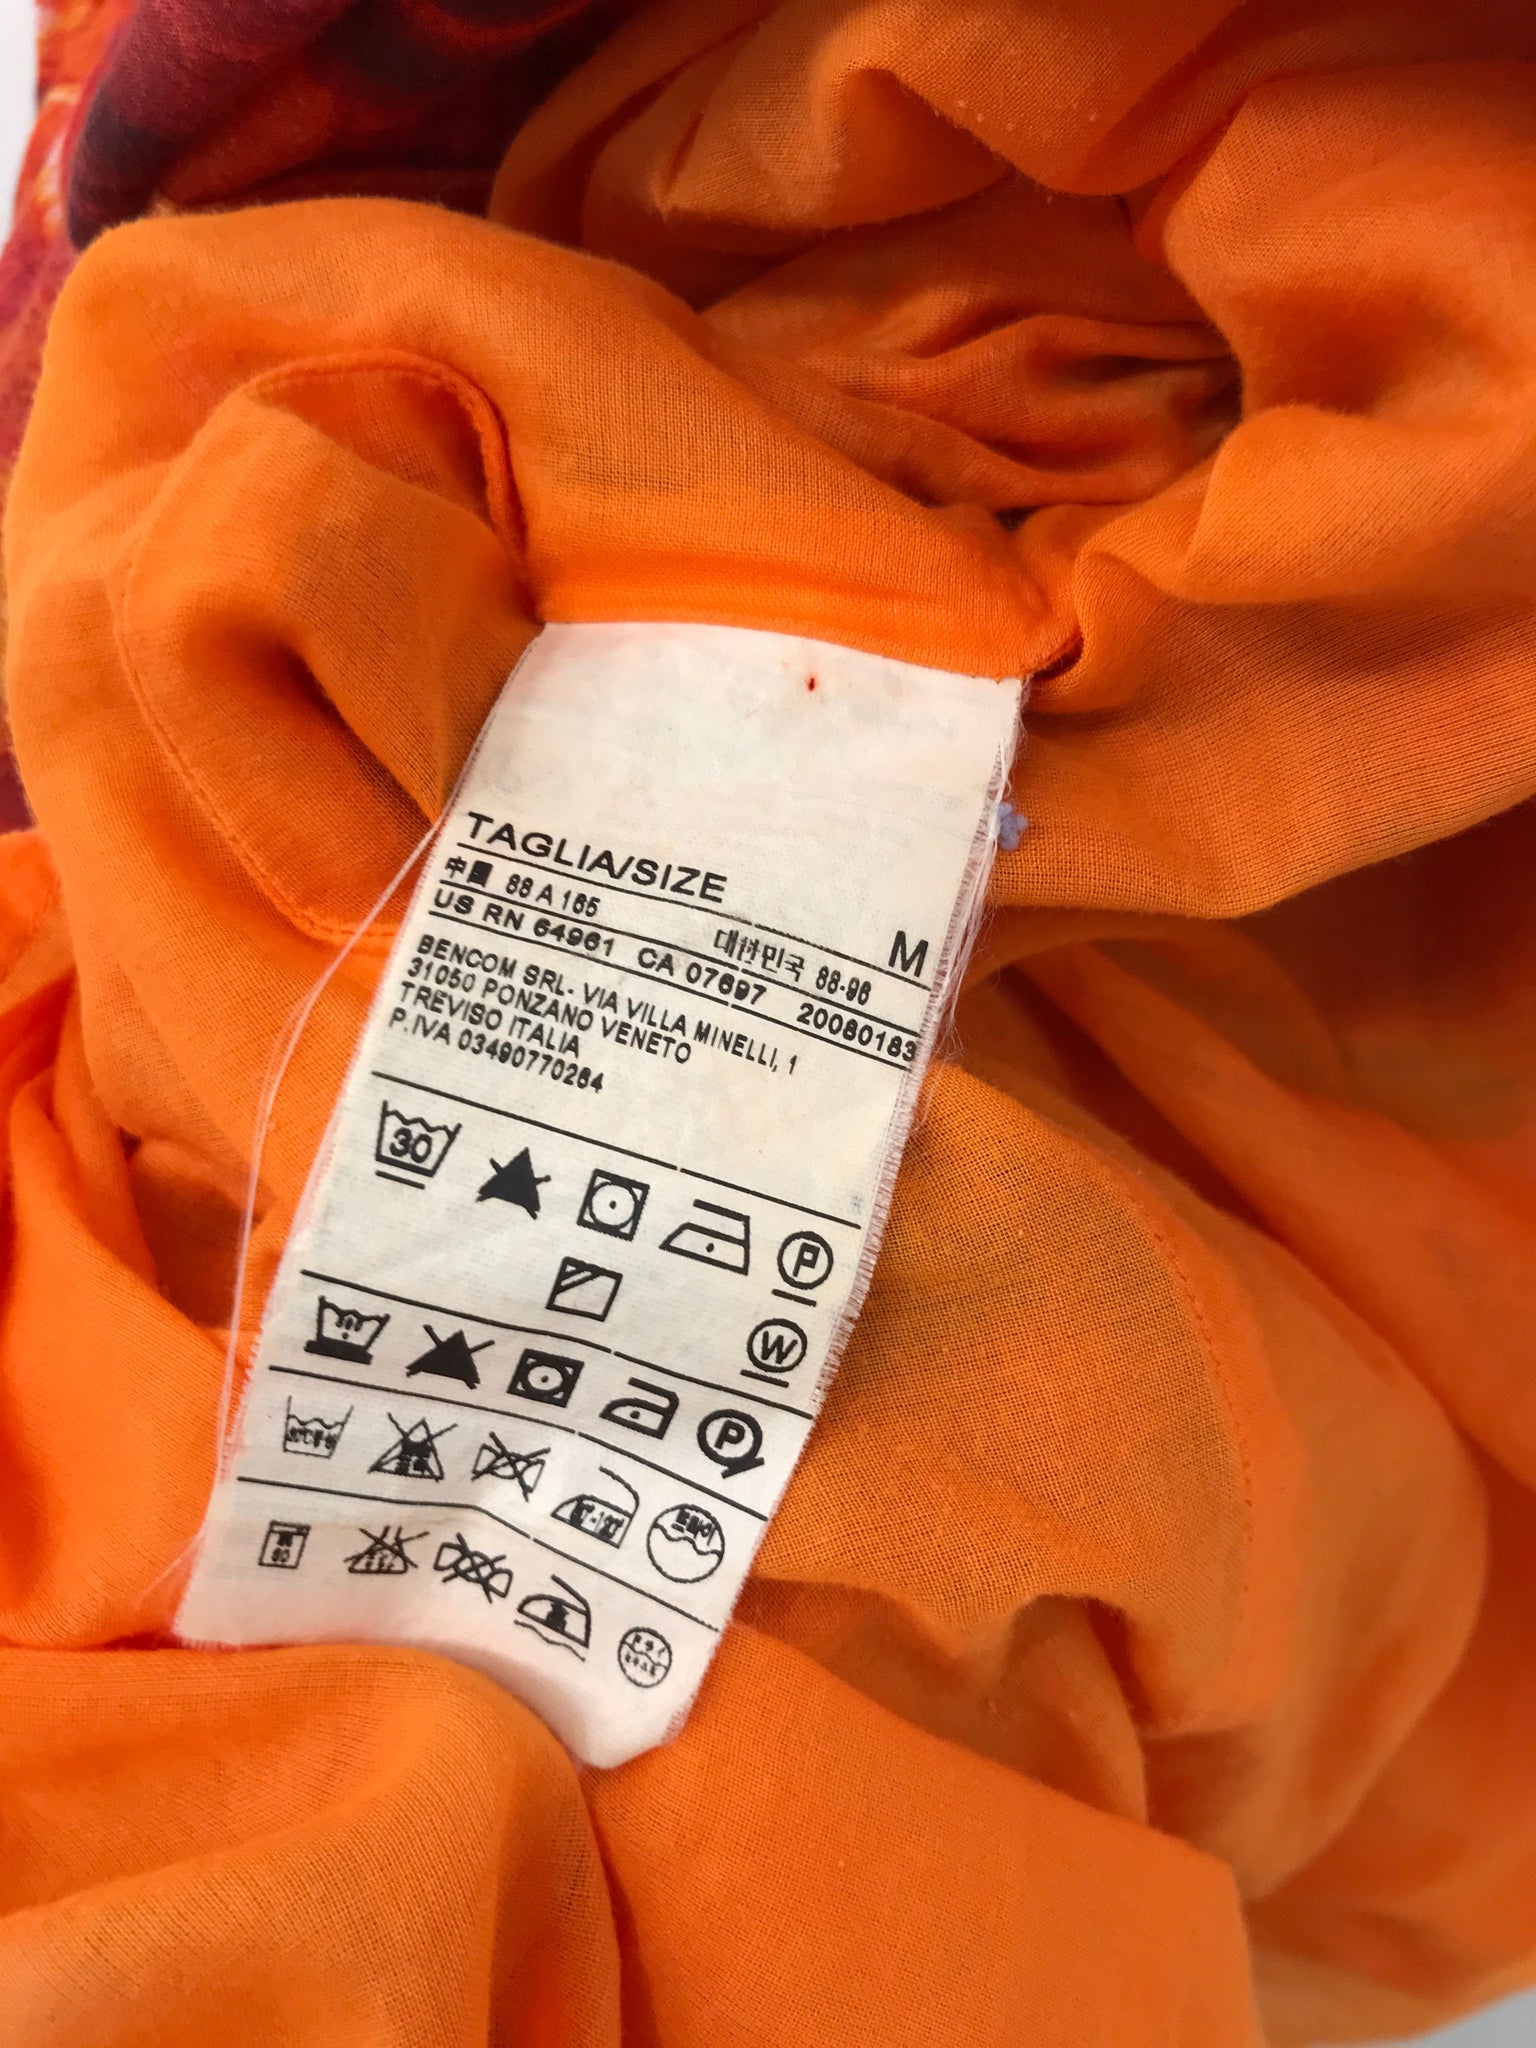 TAGLIA/SIZE
M
中國 88 A 165
대한민국 88-96
US RN 64961 CA 07697 20080183
BENCOM SRL- VIA VILLA MINELLI, 1
31050 PONZANO VENETO
TREVISO ITALIA
P.IVA 03490770264
30
P
W
P